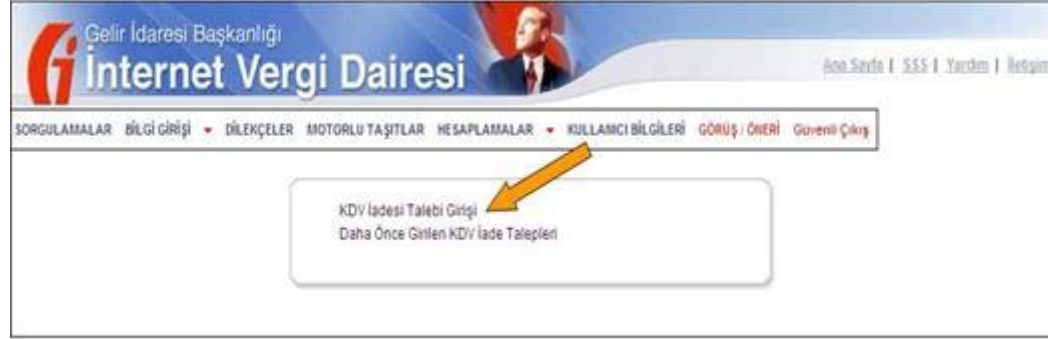 Gelir İdaresi Başkanlığı
İnternet Vergi Dairesi
Ana Sayfa | SSS | Yardım | İletişim
SORGULAMALAR BİLGİ GİRİŞİ DİLEKÇELER MOTORLU TAŞITLAR HESAPLAMALAR KULLANICI BİLGİLERİ GÖRÜŞ / ÖNERİ Güvenli Çıkış
KDV İadesi Talebi Girişi
Daha Önce Girilen KDV İade Talepleri